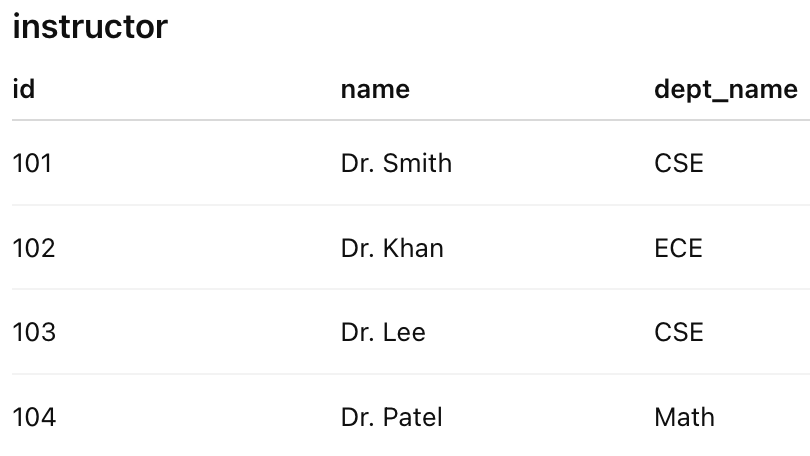 instructor
id name dept_name
101 Dr. Smith CSE
102 Dr. Khan ECE
103 Dr. Lee CSE
104 Dr. Patel Math